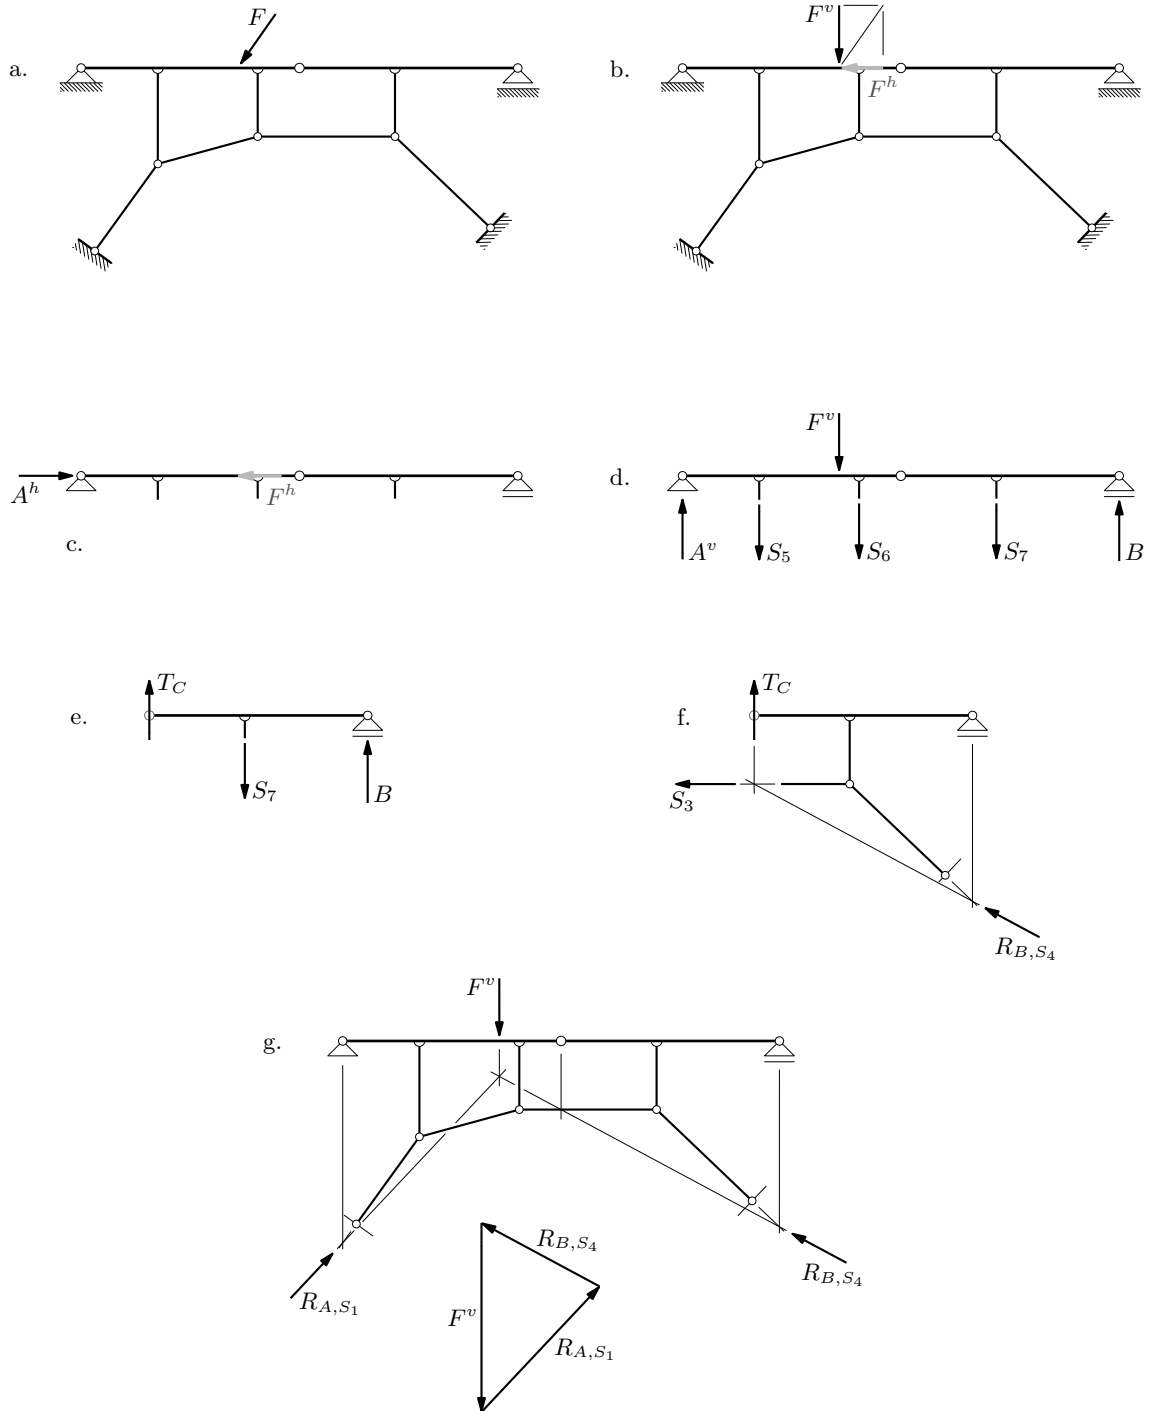 F
a.
F^v
b.
F^h
A^h
F^h
c.
F^v
d.
A^v S_5 S_6 S_7 B
T_C
e.
S_7 B
T_C
f.
S_3
R_{B,S_4}
F^v
g.
R_{B,S_4}
R_{B,S_4}
R_{A,S_1}
F^v
R_{A,S_1}